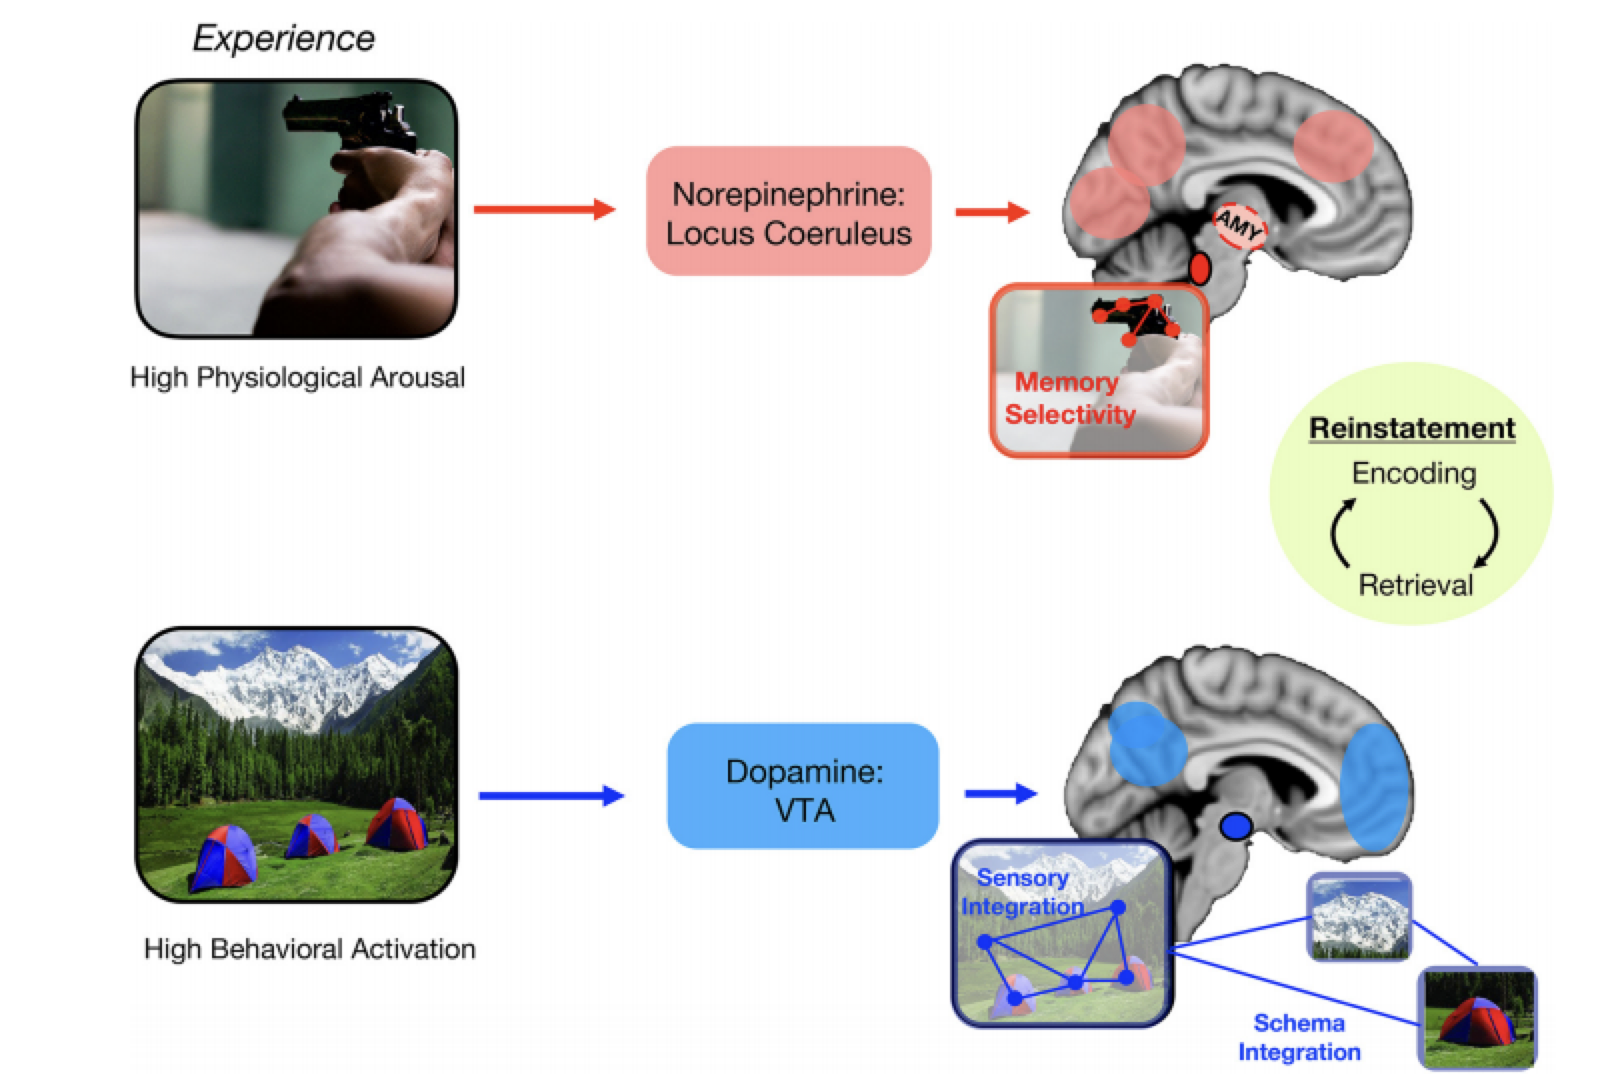 Experience
High Physiological Arousal
Norepinephrine:
Locus Coeruleus
AMY
Memory
Selectivity
Reinstatement
Encoding
Retrieval
High Behavioral Activation
Dopamine:
VTA
Sensory
Integration
Schema
Integration